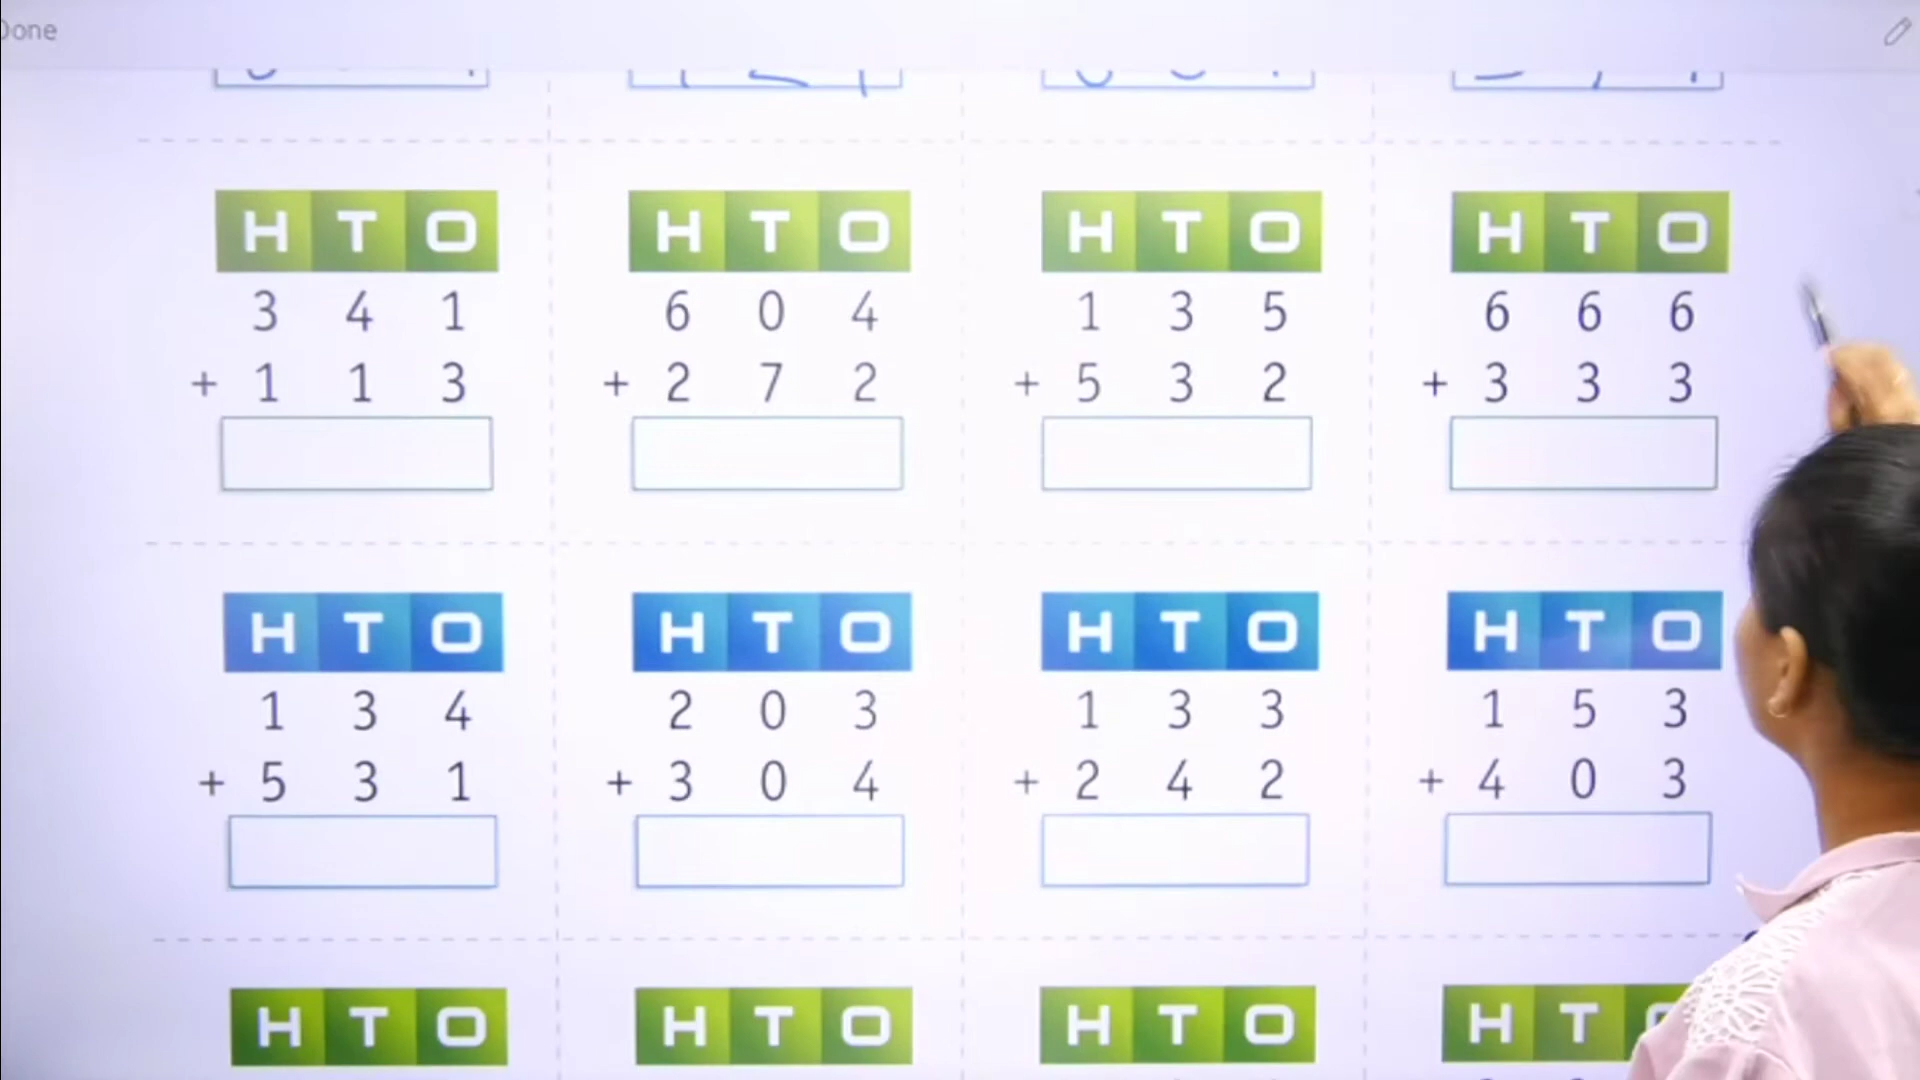 Done
H T O H T O H T O H T O
3 4 1 6 0 4 1 3 5 6 6 6
+ 1 1 3 + 2 7 2 + 5 3 2 + 3 3 3
H T O H T O H T O H T O
1 3 4 2 0 3 1 3 3 1 5 3
+ 5 3 1 + 3 0 4 + 2 4 2 + 4 0 3
H T O H T O H T O H T